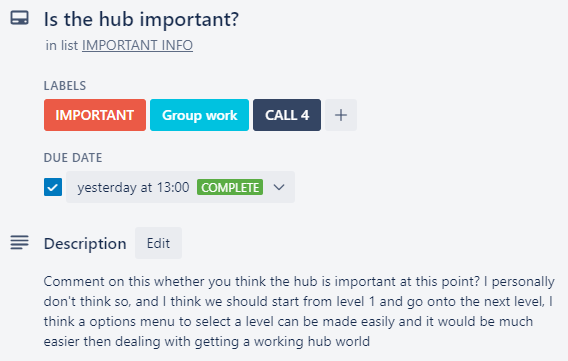 Is the hub important?
in list IMPORTANT INFO
LABELS
IMPORTANT Group work CALL 4 +
DUE DATE
yesterday at 13:00 COMPLETE
Description Edit
Comment on this whether you think the hub is important at this point? I personally
don't think so, and I think we should start from level 1 and go onto the next level, I
think a options menu to select a level can be made easily and it would be much
easier then dealing with getting a working hub world